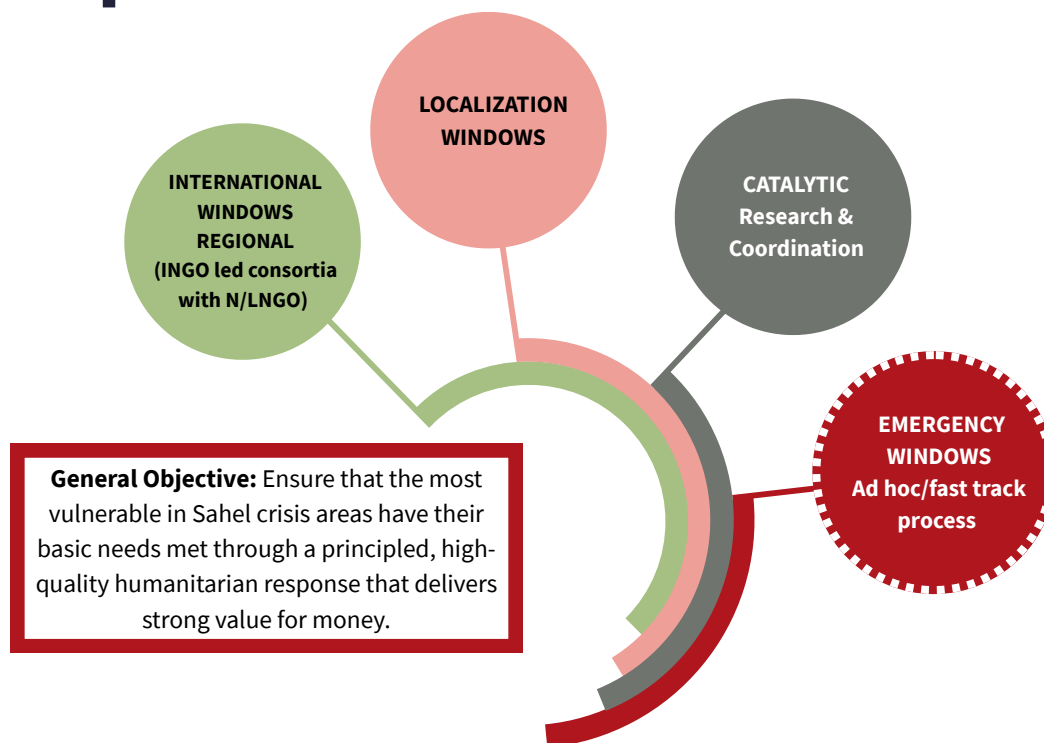 LOCALIZATION
WINDOWS
INTERNATIONAL
WINDOWS
REGIONAL
(INGO led consortia
with N/LNGO)
CATALYTIC
Research &
Coordination
EMERGENCY
WINDOWS
Ad hoc/fast track
process
General Objective: Ensure that the most
vulnerable in Sahel crisis areas have their
basic needs met through a principled, high-
quality humanitarian response that delivers
strong value for money.